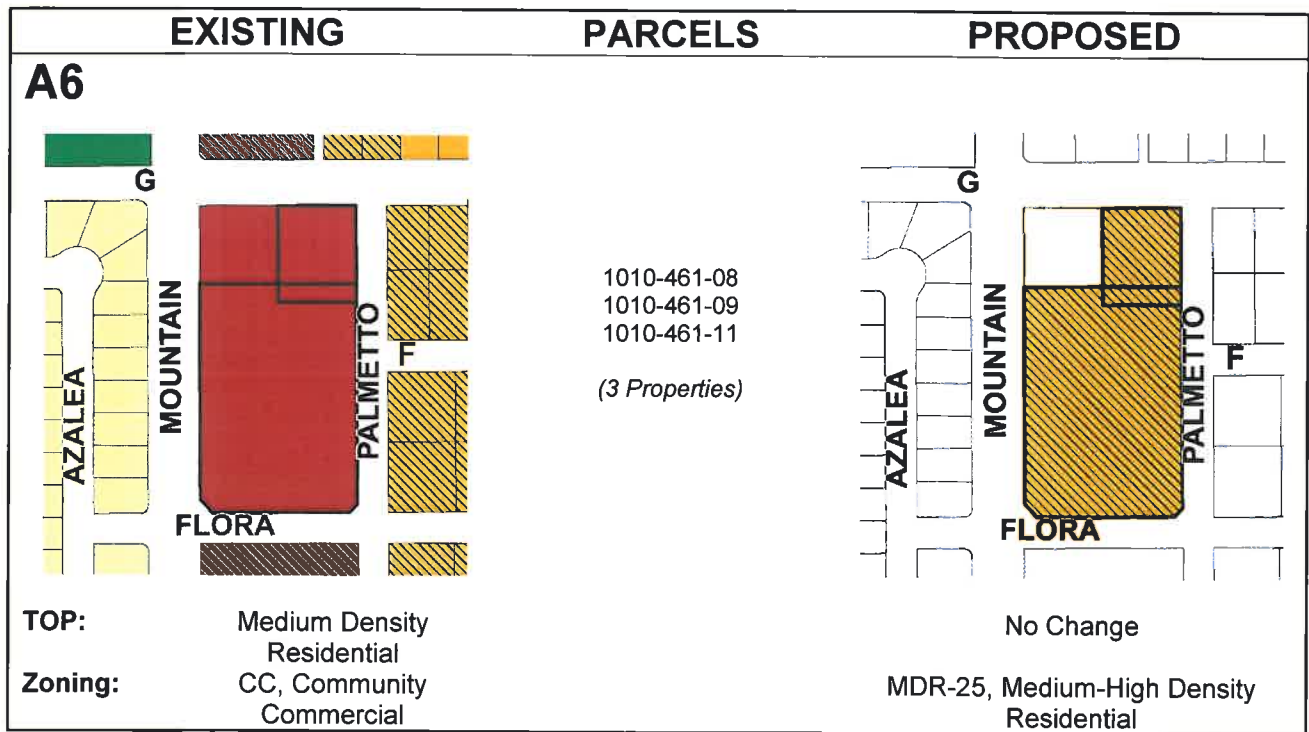 EXISTING PARCELS PROPOSED
A6
G
AZALEA
MOUNTAIN
PALMETTO
F
FLORA
1010-461-08
1010-461-09
1010-461-11
(3 Properties)
G
AZALEA
MOUNTAIN
PALMETTO
F
FLORA
TOP: Medium Density
Residential
No Change
Zoning: CC, Community
Commercial
MDR-25, Medium-High Density
Residential